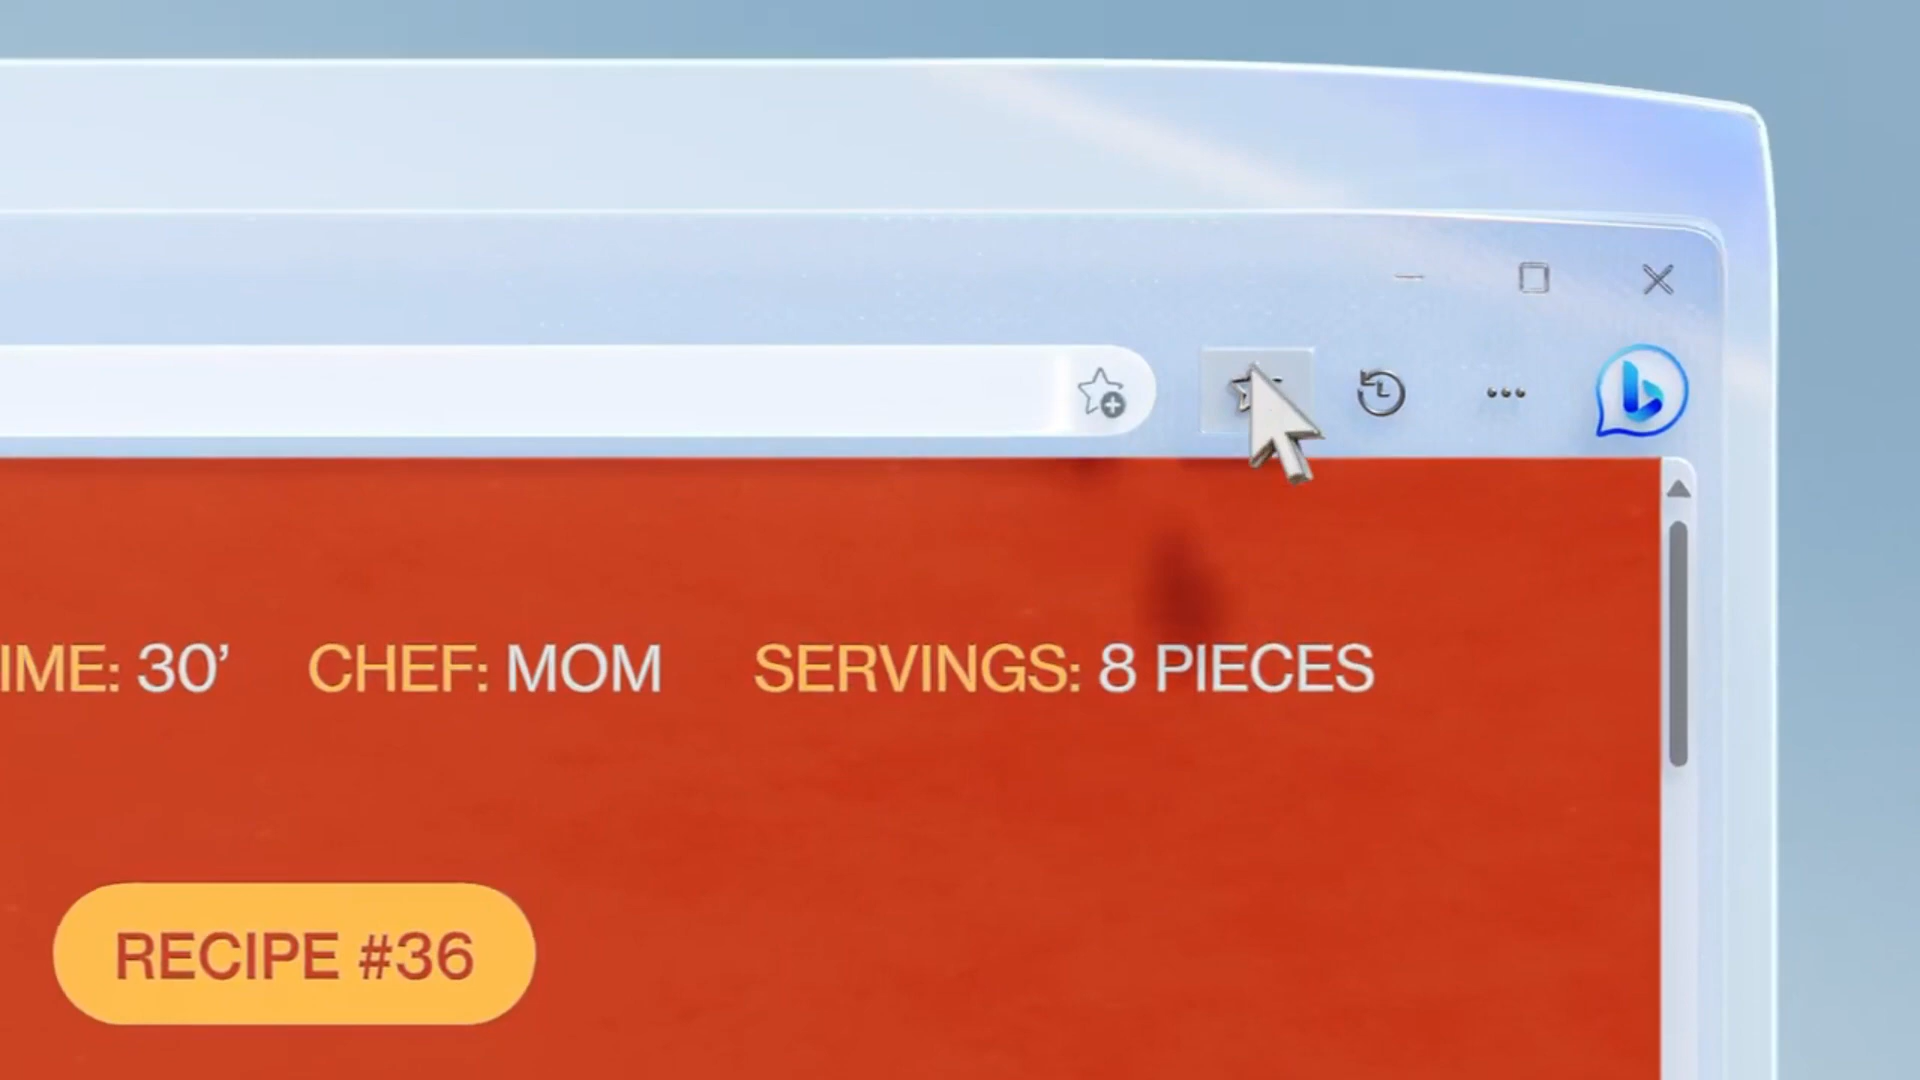 IME: 30’ CHEF: MOM SERVINGS: 8 PIECES
RECIPE #36